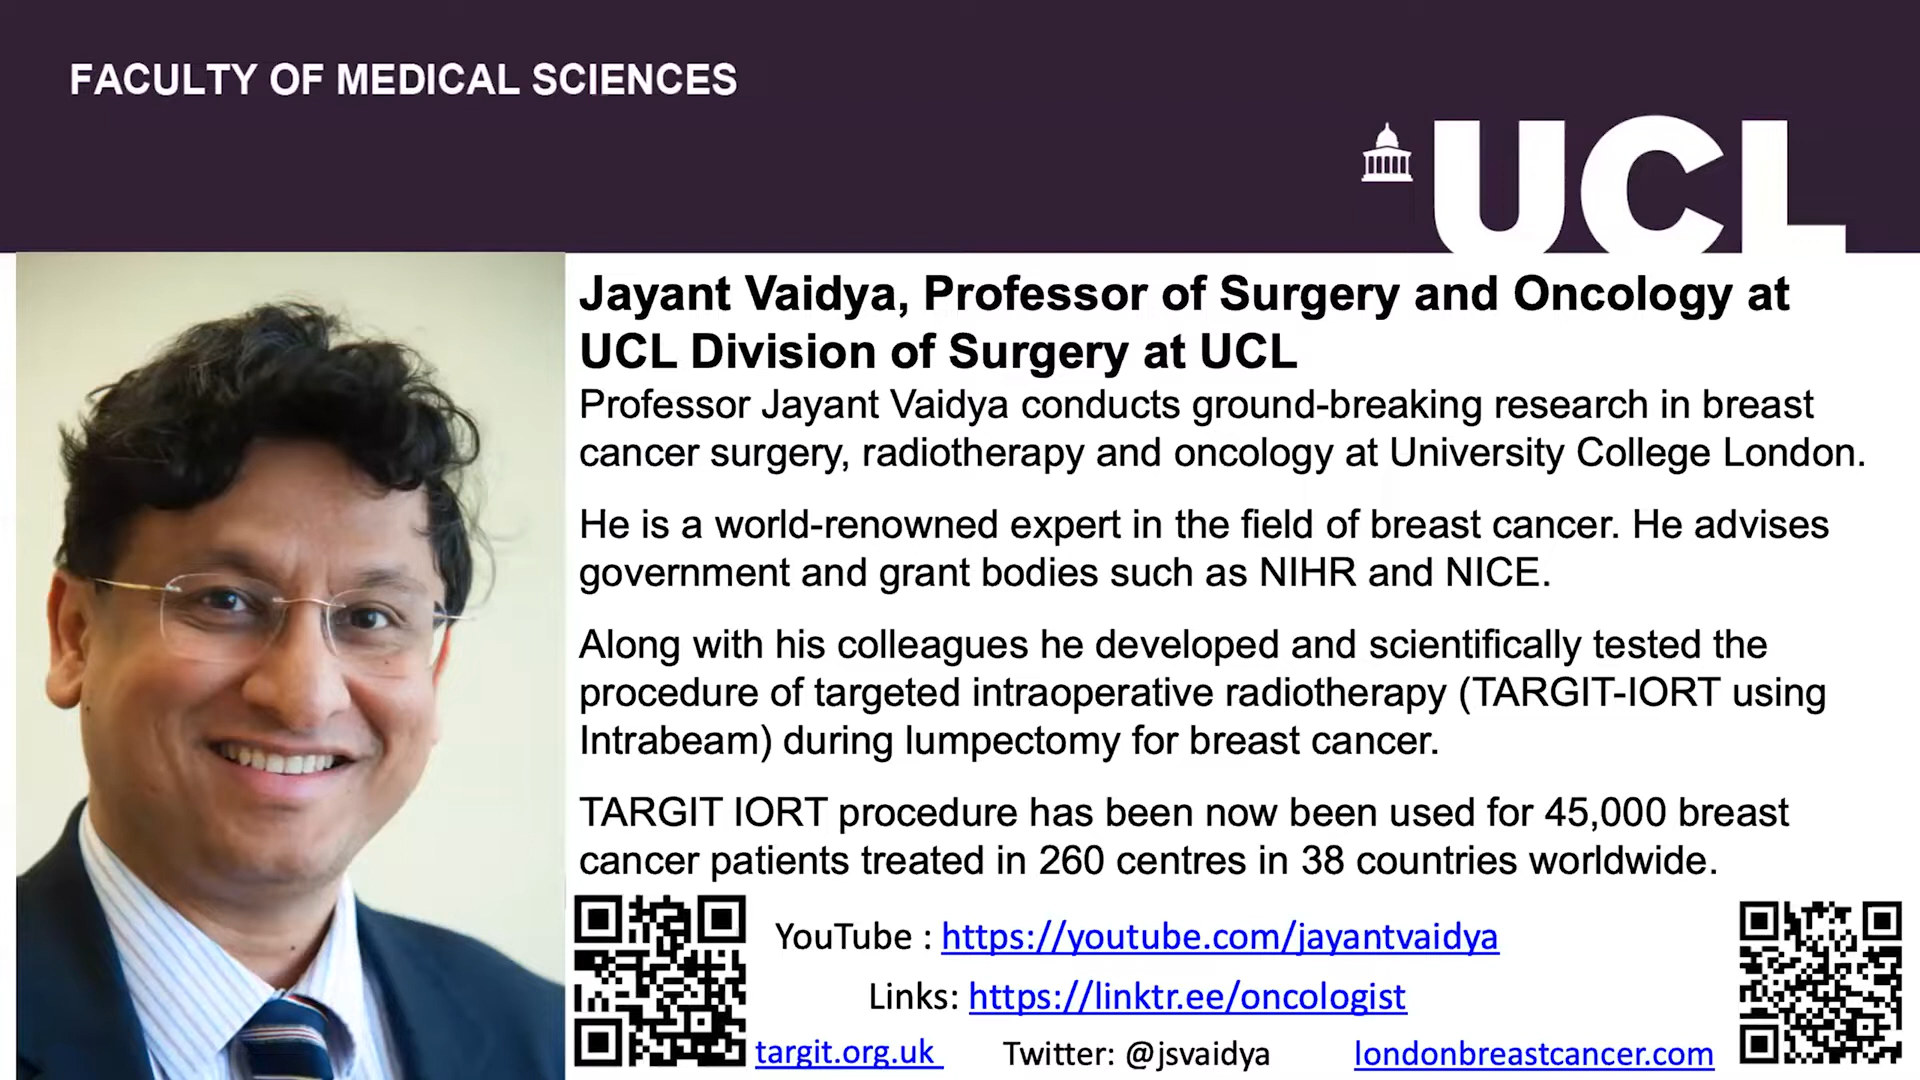 FACULTY OF MEDICAL SCIENCES
UCL
Jayant Vaidya, Professor of Surgery and Oncology at
UCL Division of Surgery at UCL
Professor Jayant Vaidya conducts ground-breaking research in breast
cancer surgery, radiotherapy and oncology at University College London.
He is a world-renowned expert in the field of breast cancer. He advises
government and grant bodies such as NIHR and NICE.
Along with his colleagues he developed and scientifically tested the
procedure of targeted intraoperative radiotherapy (TARGIT-IORT using
Intrabeam) during lumpectomy for breast cancer.
TARGIT IORT procedure has been now been used for 45,000 breast
cancer patients treated in 260 centres in 38 countries worldwide.
YouTube : https://youtube.com/jayantvaidya
Links: https://linktr.ee/oncologist
targit.org.uk Twitter: @jsvaidya londonbreastcancer.com